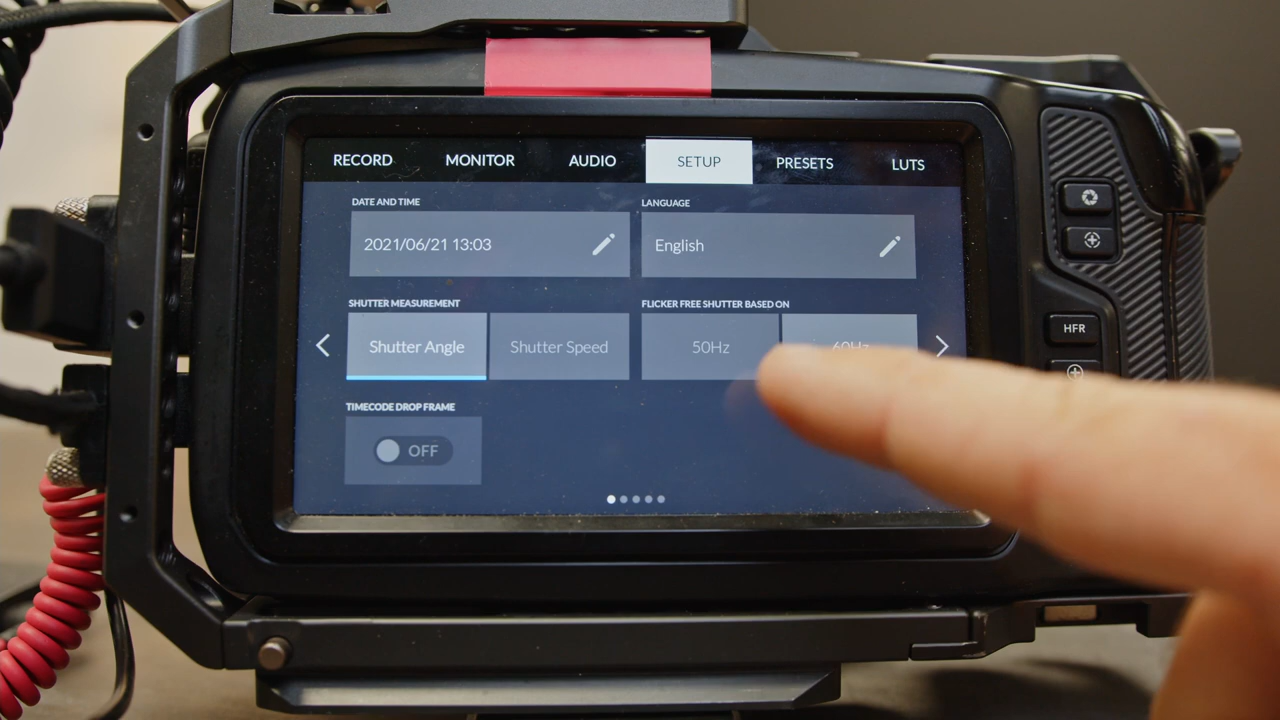 RECORD MONITOR AUDIO SETUP PRESETS LUTS
DATE AND TIME LANGUAGE
2021/06/21 13:03 English
SHUTTER MEASUREMENT FLICKER FREE SHUTTER BASED ON
Shutter Angle Shutter Speed 50Hz 60Hz
TIMECODE DROP FRAME
OFF
HFR